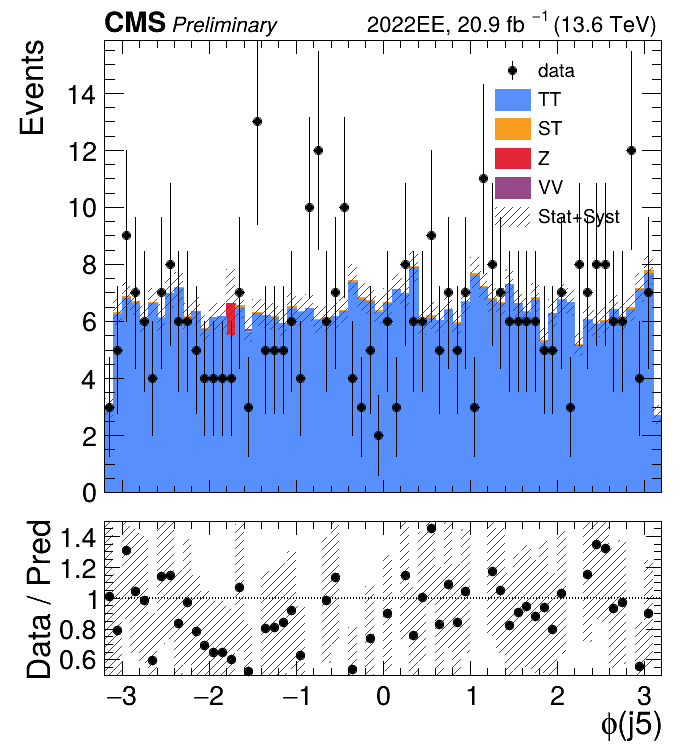 CMS Preliminary 2022EE, 20.9 fb⁻¹ (13.6 TeV)
Events
data
TT
ST
Z
VV
Stat+Syst
14
12
10
8
6
4
2
0
Data / Pred
1.4
1.2
1
0.8
0.6
−3 −2 −1 0 1 2 3
ϕ(j5)